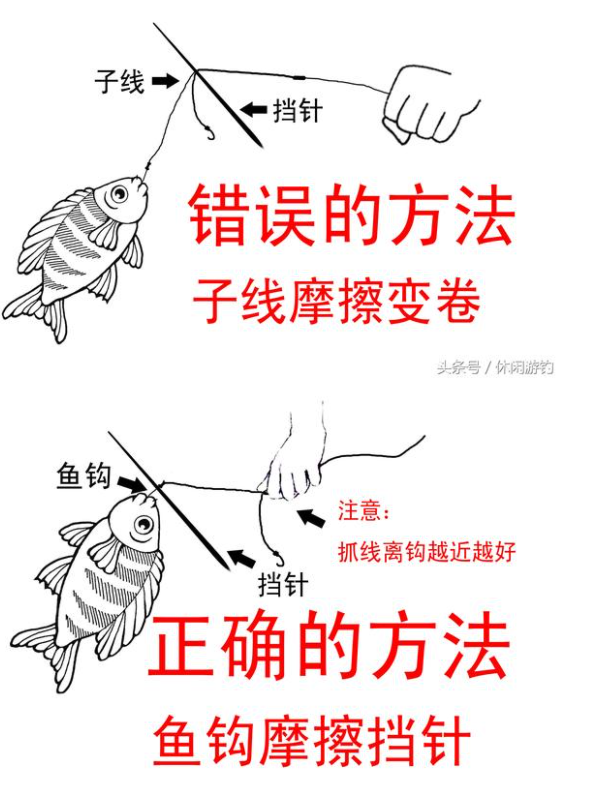 子线
挡针
错误的方法
子线摩擦变卷
头条号 / 休闲游钓
鱼钩
注意：
抓线离钩越近越好
挡针
正确的方法
鱼钩摩擦挡针